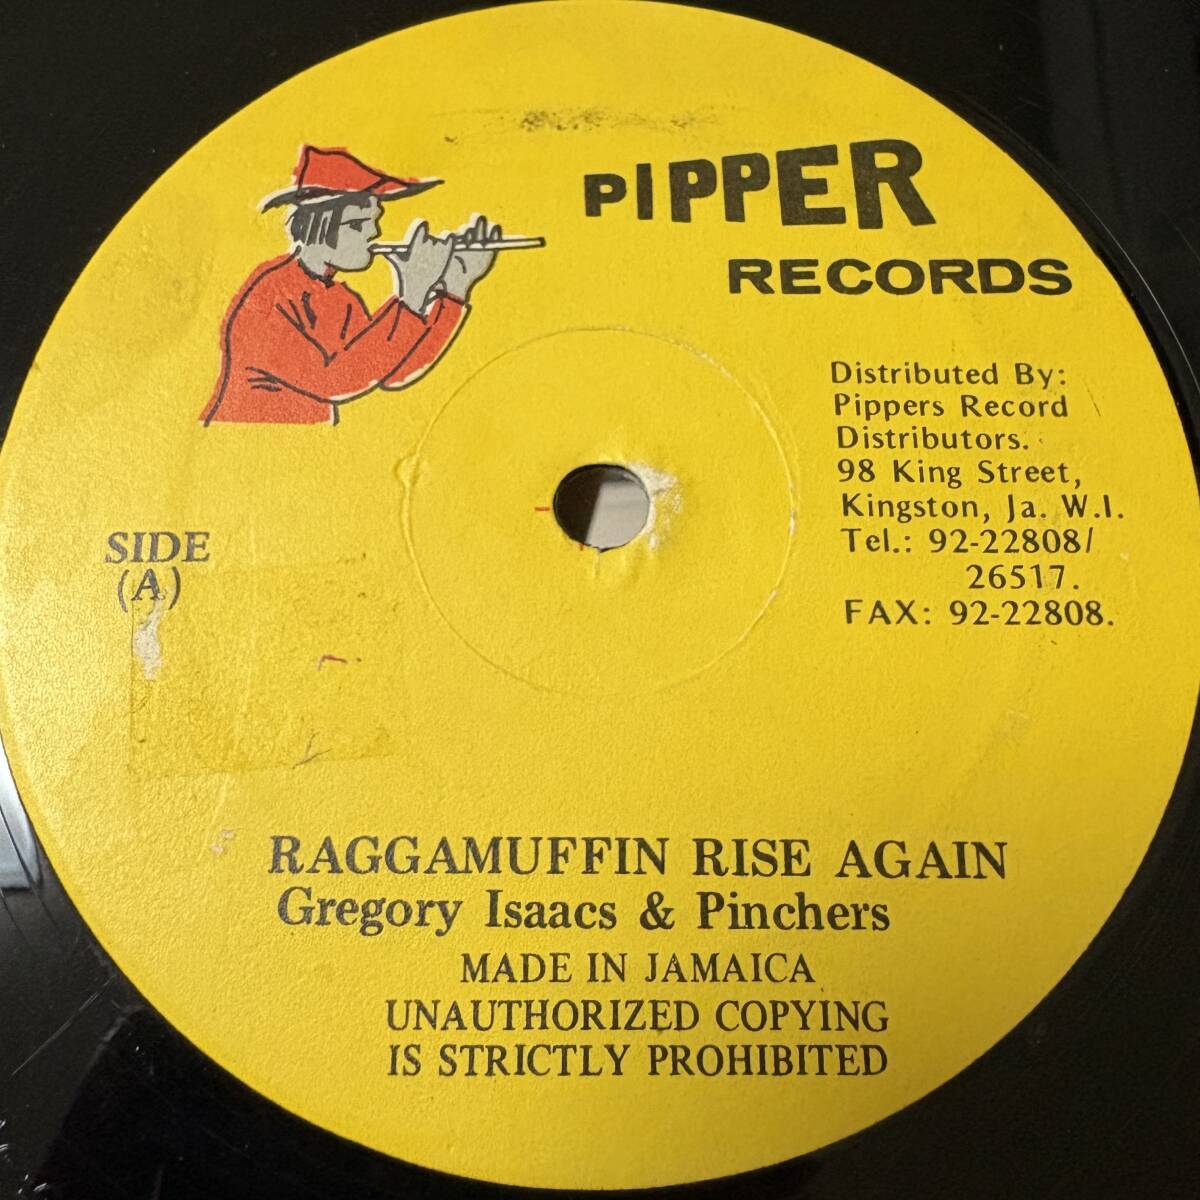 PIPPER
RECORDS
Distributed By:
Pippers Record
Distributors.
98 King Street,
Kingston, Ja. W.I.
Tel.: 92-22808/
26517.
FAX: 92-22808.
SIDE
(A)
RAGGAMUFFIN RISE AGAIN
Gregory Isaacs & Pinchers
MADE IN JAMAICA
UNAUTHORIZED COPYING
IS STRICTLY PROHIBITED